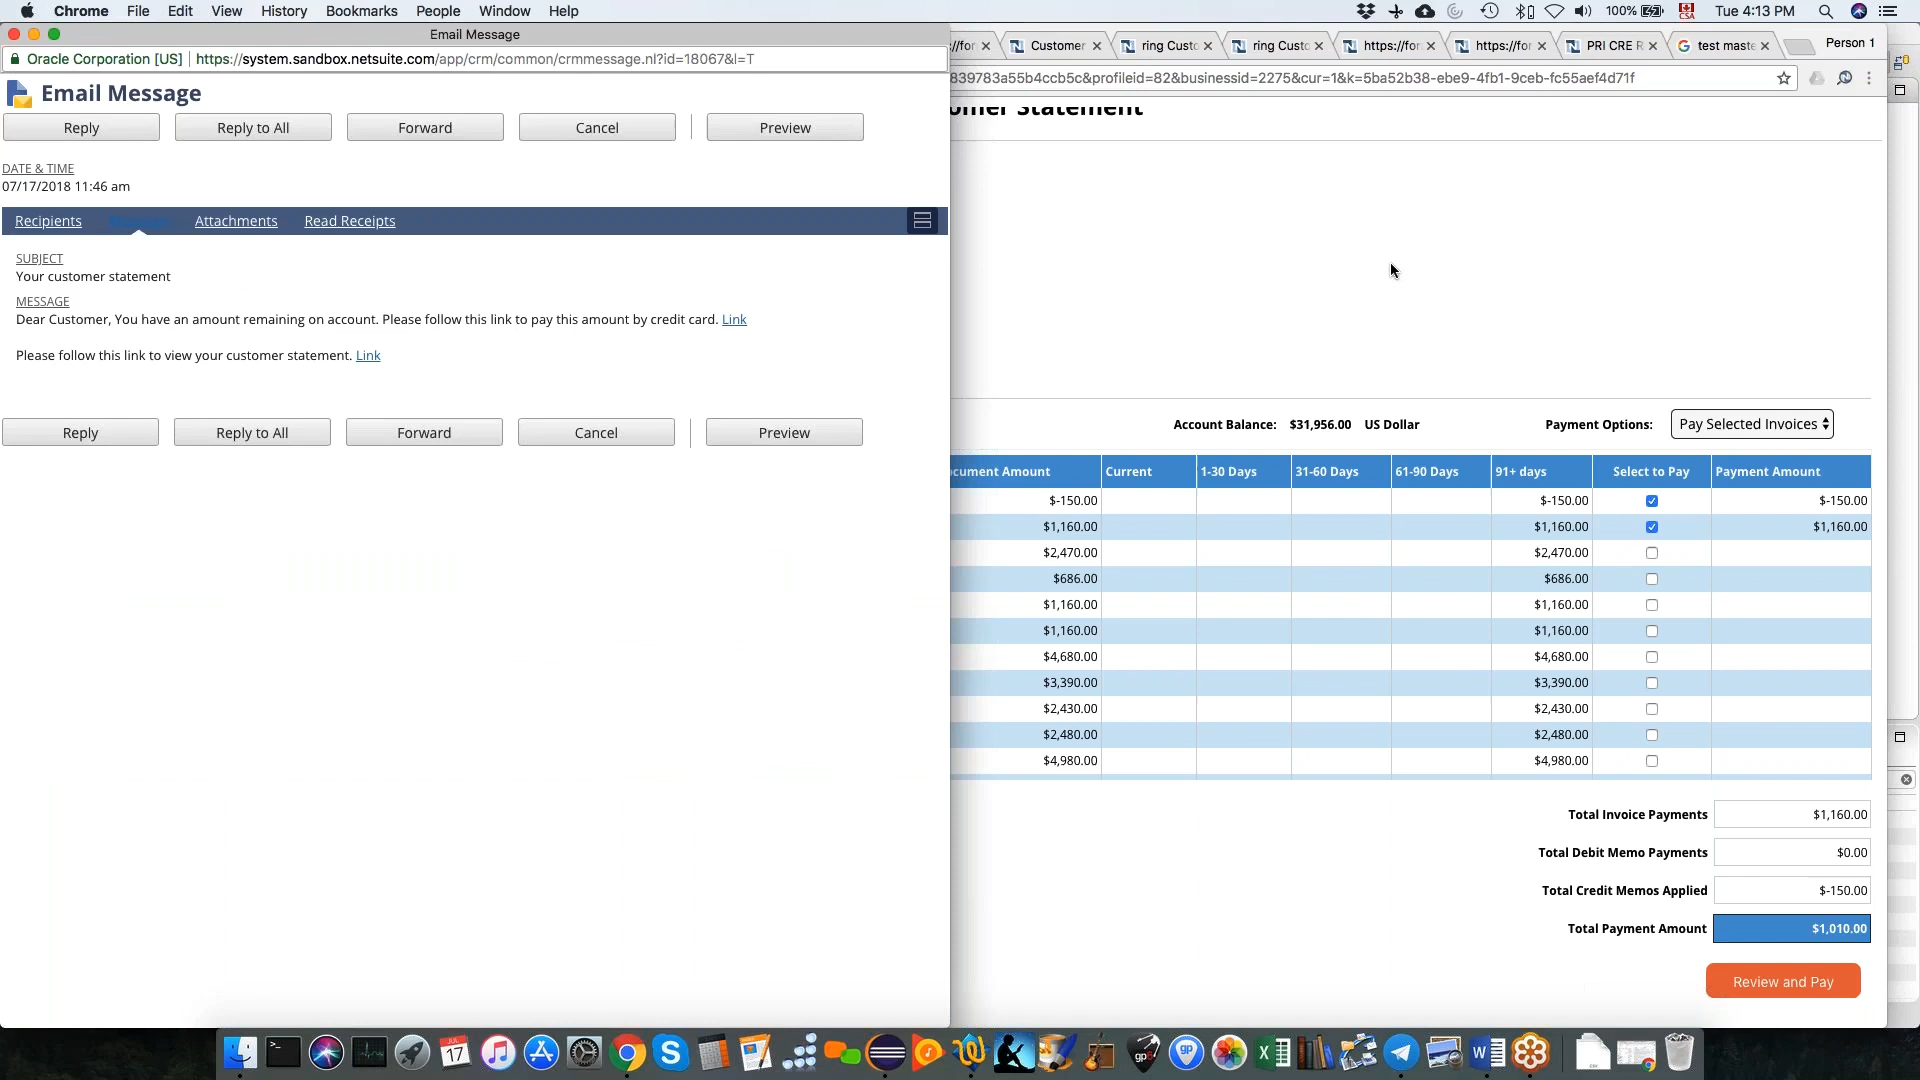 Chrome File Edit View History Bookmarks People Window Help
100% Tue 4:13 PM
CSA
Email Message
Oracle Corporation [US] https://system.sandbox.netsuite.com/app/crm/common/crmmessage.nl?id=18067&l=T
Email Message
Reply Reply to All Forward Cancel Preview
DATE & TIME
07/17/2018 11:46 am
Recipients Attachments Read Receipts
SUBJECT
Your customer statement
MESSAGE
Dear Customer, You have an amount remaining on account. Please follow this link to pay this amount by credit card. Link
Please follow this link to view your customer statement. Link
Reply Reply to All Forward Cancel Preview
://for Customer ring Custo ring Custo https://for https://for PRI CRE R test maste Person 1
839783a55b4ccb5c&profileid=82&businessid=2275&cur=1&k=5ba52b38-ebe9-4fb1-9ceb-fc55aef4d71f
omer Statement
Account Balance: $31,956.00 US Dollar Payment Options: Pay Selected Invoices
cument Amount Current 1-30 Days 31-60 Days 61-90 Days 91+ days Select to Pay Payment Amount
$-150.00 $-150.00 $-150.00
$1,160.00 $1,160.00 $1,160.00
$2,470.00 $2,470.00
$686.00 $686.00
$1,160.00 $1,160.00
$1,160.00 $1,160.00
$4,680.00 $4,680.00
$3,390.00 $3,390.00
$2,430.00 $2,430.00
$2,480.00 $2,480.00
$4,980.00 $4,980.00
Total Invoice Payments $1,160.00
Total Debit Memo Payments $0.00
Total Credit Memos Applied $-150.00
Total Payment Amount $1,010.00
Review and Pay
JUL
17